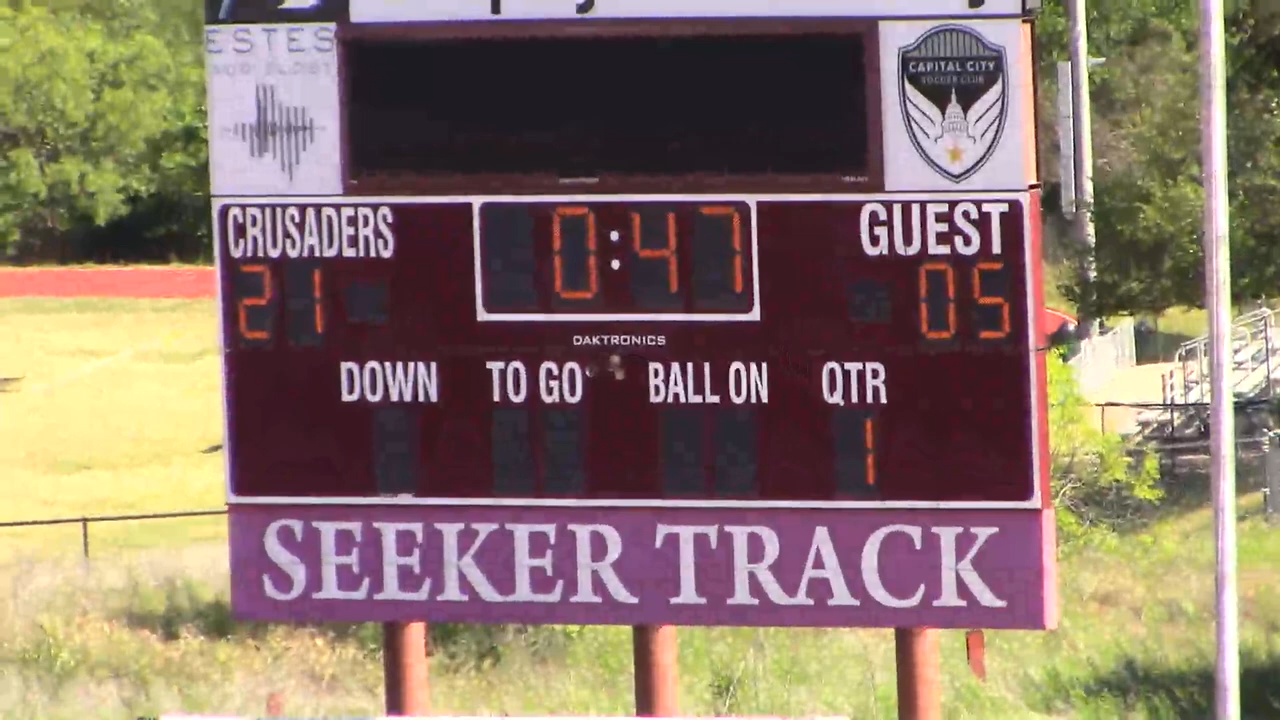 ESTES
CAPITAL CITY
SOCCER CLUB
CRUSADERS
0:47
GUEST
21
05
DAKTRONICS
DOWN TO GO BALL ON QTR
1
SEEKER TRACK